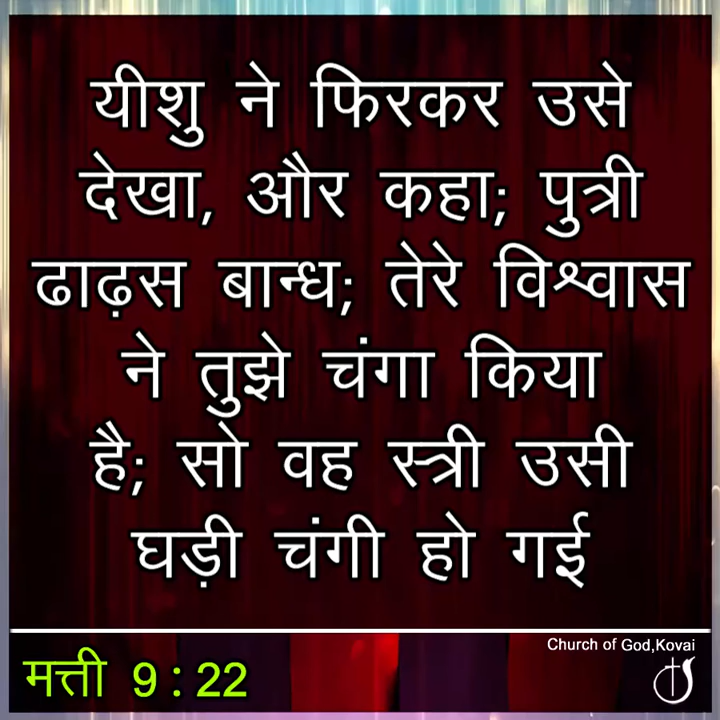 यीशु ने फिरकर उसे
देखा, और कहा; पुत्री
ढाढ़स बान्ध; तेरे विश्वास
ने तुझे चंगा किया
है; सो वह स्त्री उसी
घड़ी चंगी हो गई
Church of God,Kovai
मत्ती 9 : 22